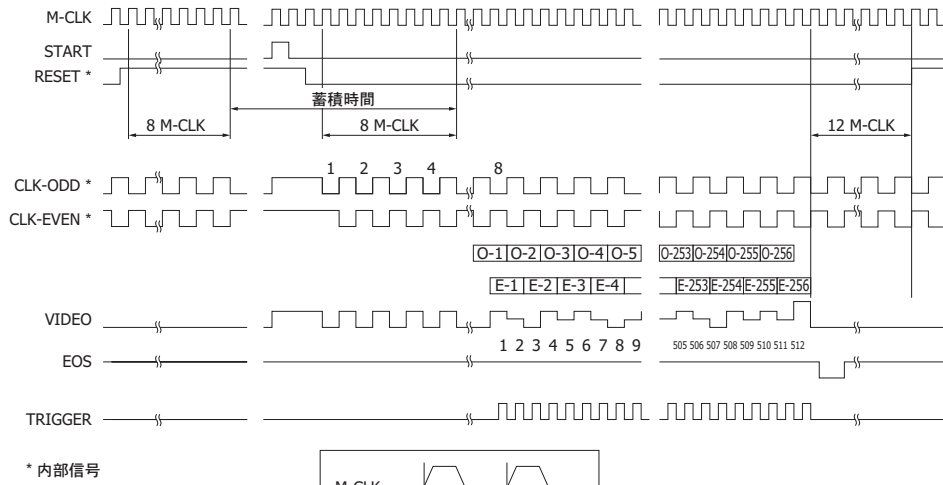 M-CLK
START
RESET *
蓄積時間
8 M-CLK 8 M-CLK 12 M-CLK
1 2 3 4 8
CLK-ODD *
CLK-EVEN *
O-1 O-2 O-3 O-4 O-5 O-253 O-254 O-255 O-256
E-1 E-2 E-3 E-4 E-253 E-254 E-255 E-256
VIDEO
1 2 3 4 5 6 7 8 9 505 506 507 508 509 510 511 512
EOS
TRIGGER
* 内部信号
M-CLK